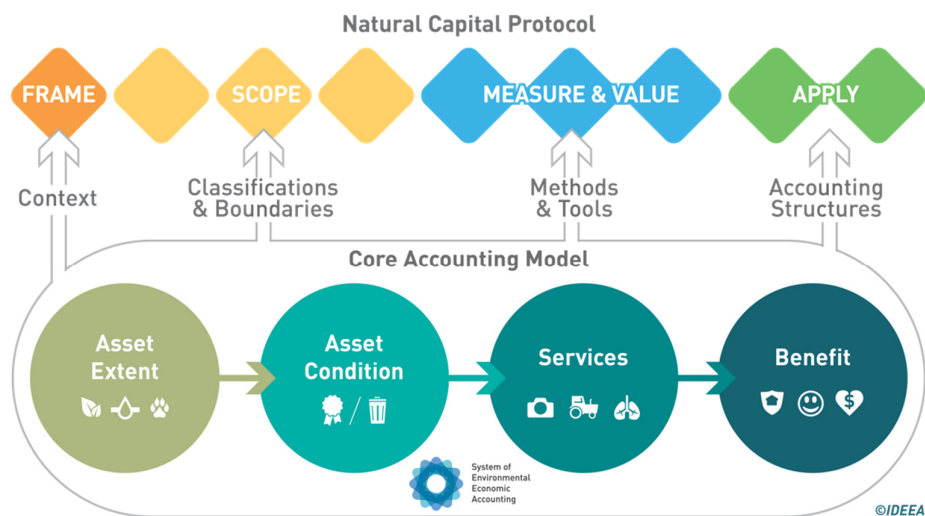 Natural Capital Protocol
FRAME
SCOPE
MEASURE & VALUE
APPLY
Context
Classifications
& Boundaries
Methods
& Tools
Accounting
Structures
Core Accounting Model
Asset
Extent
Asset
Condition
Services
Benefit
$
System of
Environmental
Economic
Accounting
©IDEEA